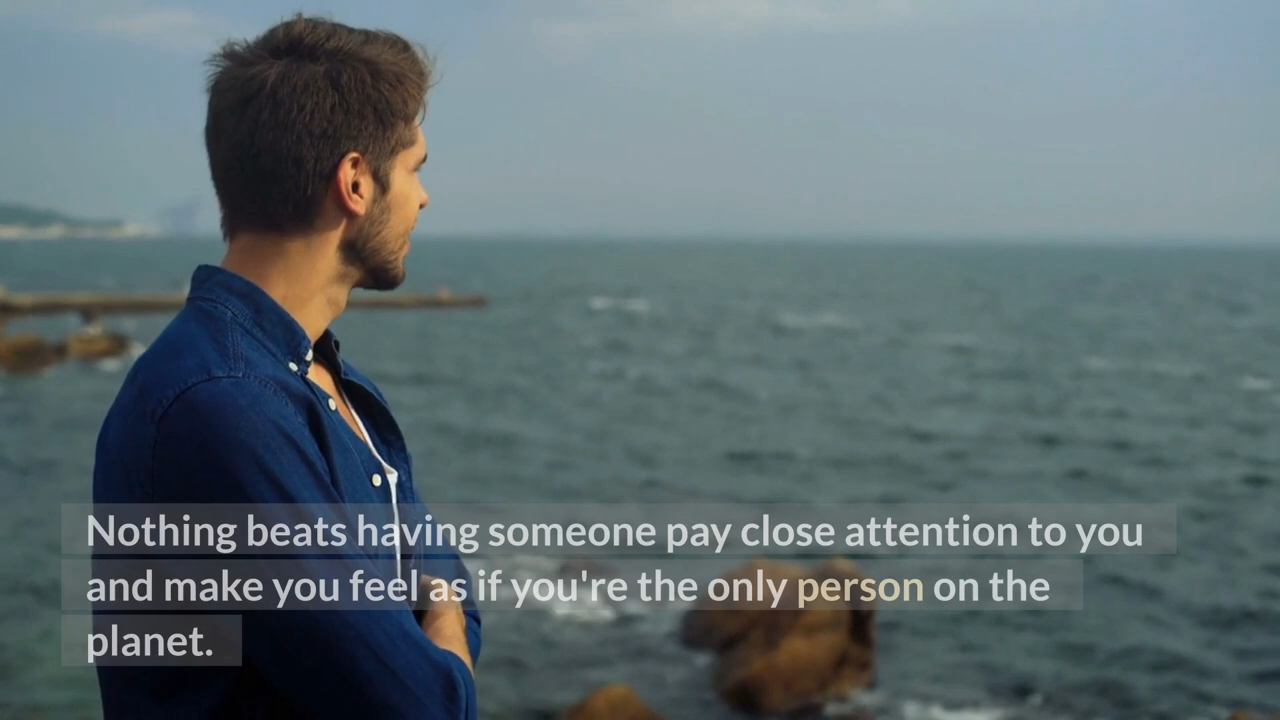 Nothing beats having someone pay close attention to you
and make you feel as if you're the only person on the
planet.